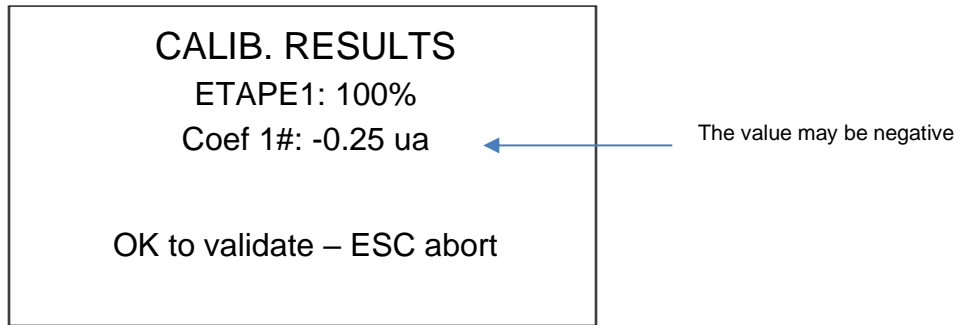 CALIB. RESULTS
ETAPE1: 100%
Coef 1#: -0.25 ua
The value may be negative
OK to validate – ESC abort